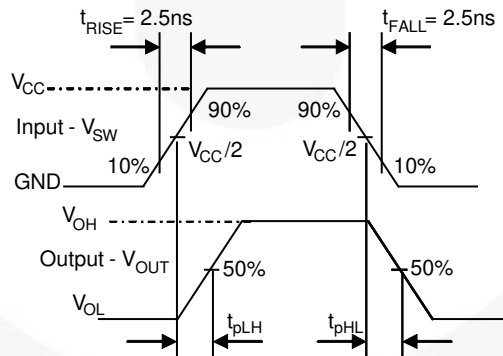 tRISE= 2.5ns
tFALL= 2.5ns
VCC
90%
90%
Input - VSW
VCC/2
VCC/2
10%
10%
GND
VOH
Output - VOUT
50%
50%
VOL
tpLH
tpHL